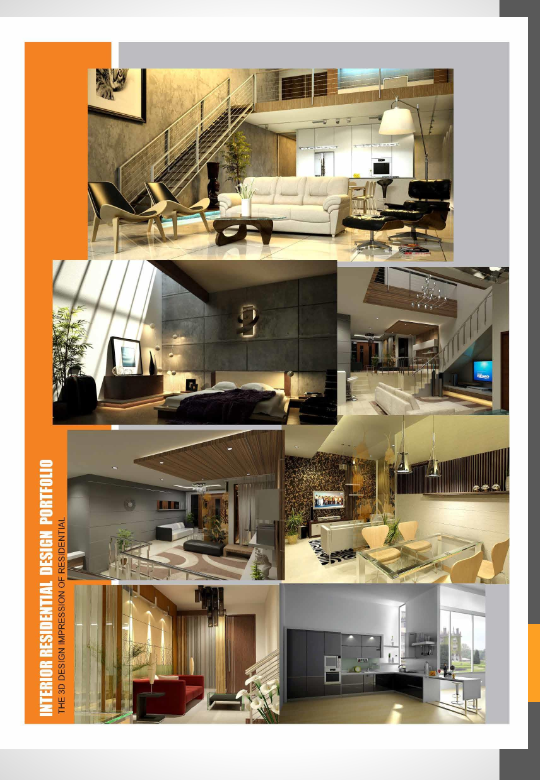 INTERIOR RESIDENTIAL DESIGN PORTFOLIO
THE 3D DESIGN IMPRESSION OF RESIDENTIAL